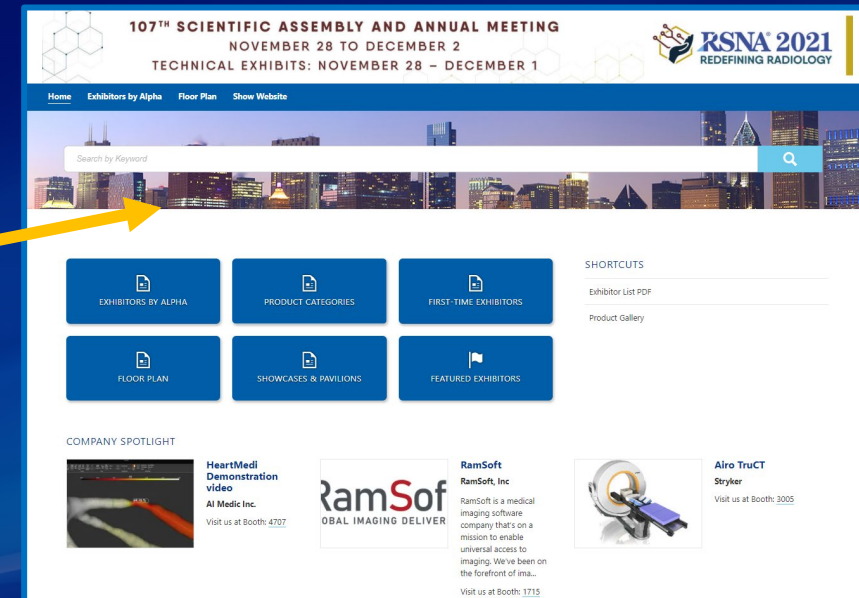 107TH SCIENTIFIC ASSEMBLY AND ANNUAL MEETING
NOVEMBER 28 TO DECEMBER 2
TECHNICAL EXHIBITS: NOVEMBER 28 – DECEMBER 1
RSNA® 2021
REDEFINING RADIOLOGY
Home Exhibitors by Alpha Floor Plan Show Website
Search by Keyword
EXHIBITORS BY ALPHA
PRODUCT CATEGORIES
FIRST-TIME EXHIBITORS
FLOOR PLAN
SHOWCASES & PAVILIONS
FEATURED EXHIBITORS
SHORTCUTS
Exhibitor List PDF
Product Gallery
COMPANY SPOTLIGHT
HeartMedi
Demonstration
video
AI Medic Inc.
Visit us at Booth: 4707
RamSof
OBAL IMAGING DELIVER
RamSoft
RamSoft, Inc
RamSoft is a medical
imaging software
company that's on a
mission to enable
universal access to
imaging. We've been on
the forefront of ima...
Visit us at Booth: 1715
Airo TruCT
Stryker
Visit us at Booth: 3005